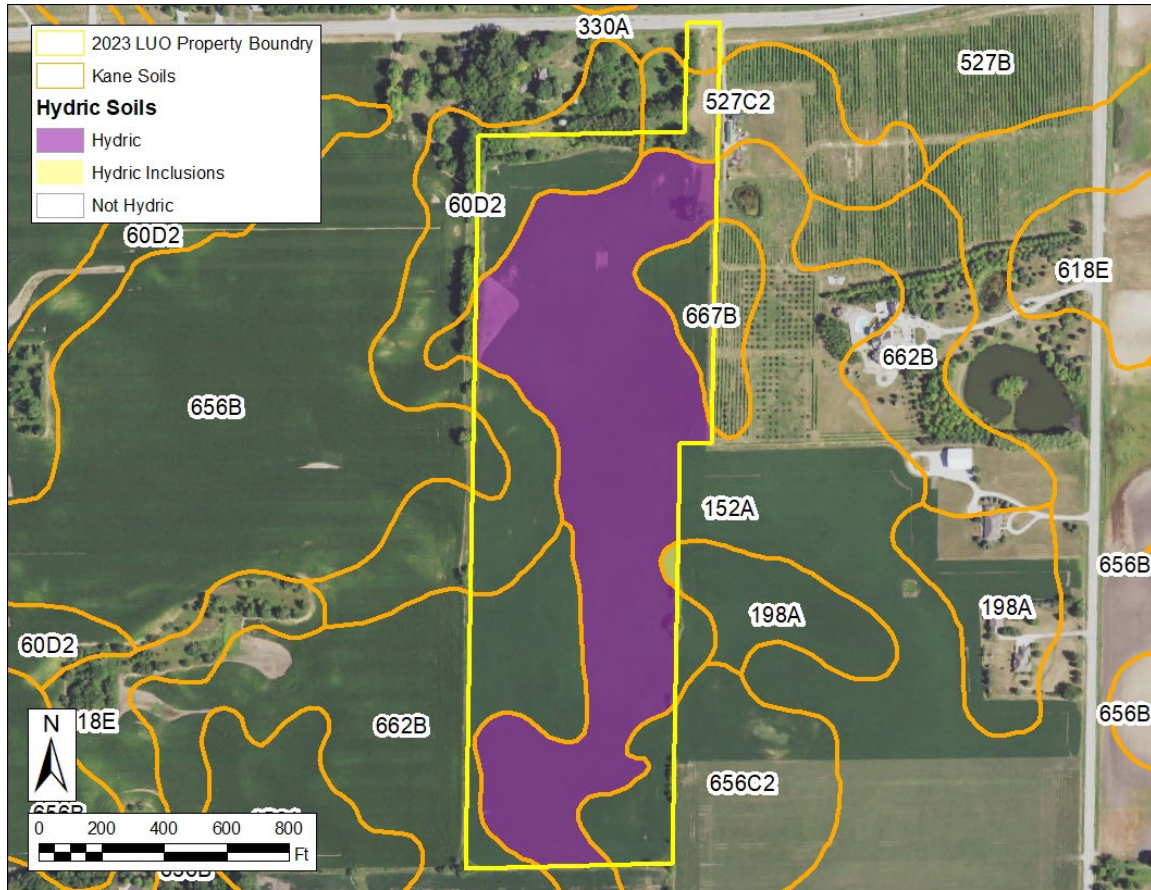 2023 LUO Property Boundry
Kane Soils
Hydric Soils
Hydric
Hydric Inclusions
Not Hydric
330A
527B
527C2
60D2
60D2
618E
667B
662B
656B
152A
656B
198A
198A
60D2
656B
18E
662B
656C2
N
656B
0 200 400 600 800
Ft